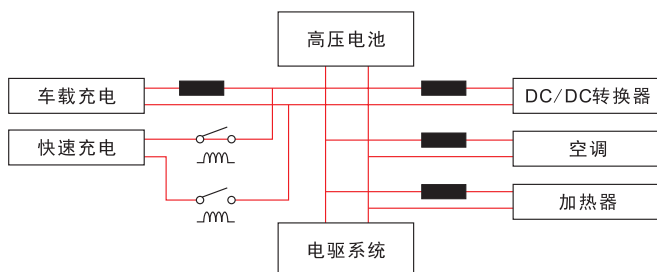 高压电池
车载充电
DC/DC转换器
快速充电
空调
加热器
电驱系统